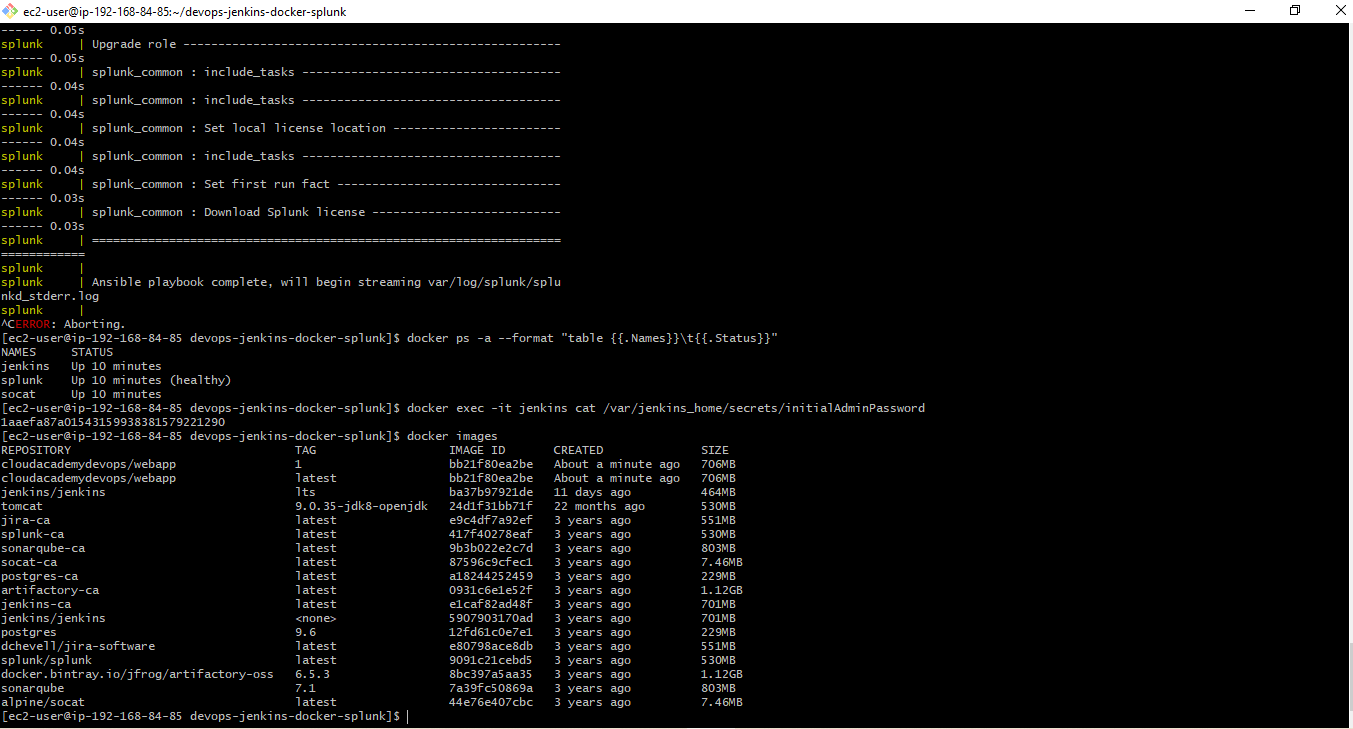 ec2-user@ip-192-168-84-85:~/devops-jenkins-docker-splunk
------ 0.05s
splunk     | Upgrade role ------------------------------------------------------
------ 0.05s
splunk     | splunk_common : include_tasks -------------------------------------
------ 0.04s
splunk     | splunk_common : include_tasks -------------------------------------
------ 0.04s
splunk     | splunk_common : Set local license location ------------------------
------ 0.04s
splunk     | splunk_common : include_tasks -------------------------------------
------ 0.04s
splunk     | splunk_common : Set first run fact --------------------------------
------ 0.03s
splunk     | splunk_common : Download Splunk license ---------------------------
------ 0.03s
splunk     | ===================================================================
============
splunk     |
splunk     | Ansible playbook complete, will begin streaming var/log/splunk/splu
nkd_stderr.log
splunk     |
^CERROR: Aborting.
[ec2-user@ip-192-168-84-85 devops-jenkins-docker-splunk]$ docker ps -a --format "table {{.Names}}\t{{.Status}}"
NAMES     STATUS
jenkins   Up 10 minutes
splunk    Up 10 minutes (healthy)
socat     Up 10 minutes
[ec2-user@ip-192-168-84-85 devops-jenkins-docker-splunk]$ docker exec -it jenkins cat /var/jenkins_home/secrets/initialAdminPassword
1aaefa87a01543159938381579221290
[ec2-user@ip-192-168-84-85 devops-jenkins-docker-splunk]$ docker images
REPOSITORY                                TAG                   IMAGE ID       CREATED              SIZE
cloudacademydevops/webapp                 1                     bb21f80ea2be   About a minute ago   706MB
cloudacademydevops/webapp                 latest                bb21f80ea2be   About a minute ago   706MB
jenkins/jenkins                           lts                   ba37b97921de   11 days ago          464MB
tomcat                                    9.0.35-jdk8-openjdk   24d1f31bb71f   22 months ago        530MB
jira-ca                                   latest                e9c4df7a92ef   3 years ago          551MB
splunk-ca                                 latest                417f40278eaf   3 years ago          530MB
sonarqube-ca                              latest                9b3b022e2c7d   3 years ago          803MB
socat-ca                                  latest                87596c9cfec1   3 years ago          7.46MB
postgres-ca                               latest                a18244252459   3 years ago          229MB
artifactory-ca                            latest                0931c6e1e52f   3 years ago          1.12GB
jenkins-ca                                latest                e1caf82ad48f   3 years ago          701MB
jenkins/jenkins                           <none>                5907903170ad   3 years ago          701MB
postgres                                  9.6                   12fd61c0e7e1   3 years ago          229MB
dchevell/jira-software                    latest                e80798ace8db   3 years ago          551MB
splunk/splunk                             latest                9091c21cebd5   3 years ago          530MB
docker.bintray.io/jfrog/artifactory-oss   6.5.3                 8bc397a5aa35   3 years ago          1.12GB
sonarqube                                 7.1                   7a39fc50869a   3 years ago          803MB
alpine/socat                              latest                44e76e407cbc   3 years ago          7.46MB
[ec2-user@ip-192-168-84-85 devops-jenkins-docker-splunk]$